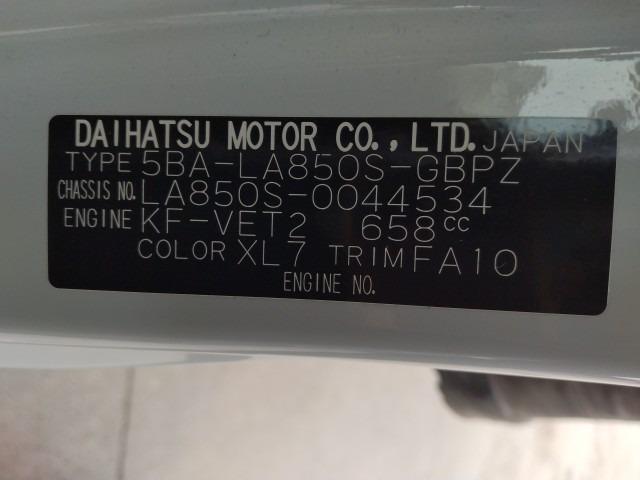 DAIHATSU MOTOR CO., LTD. JAPAN
TYPE 5BA-LA850S-GBPZ
CHASSIS NO. LA850S-0044534
ENGINE KF-VET2 658cc
COLOR XL7 TRIM FA10
ENGINE NO.